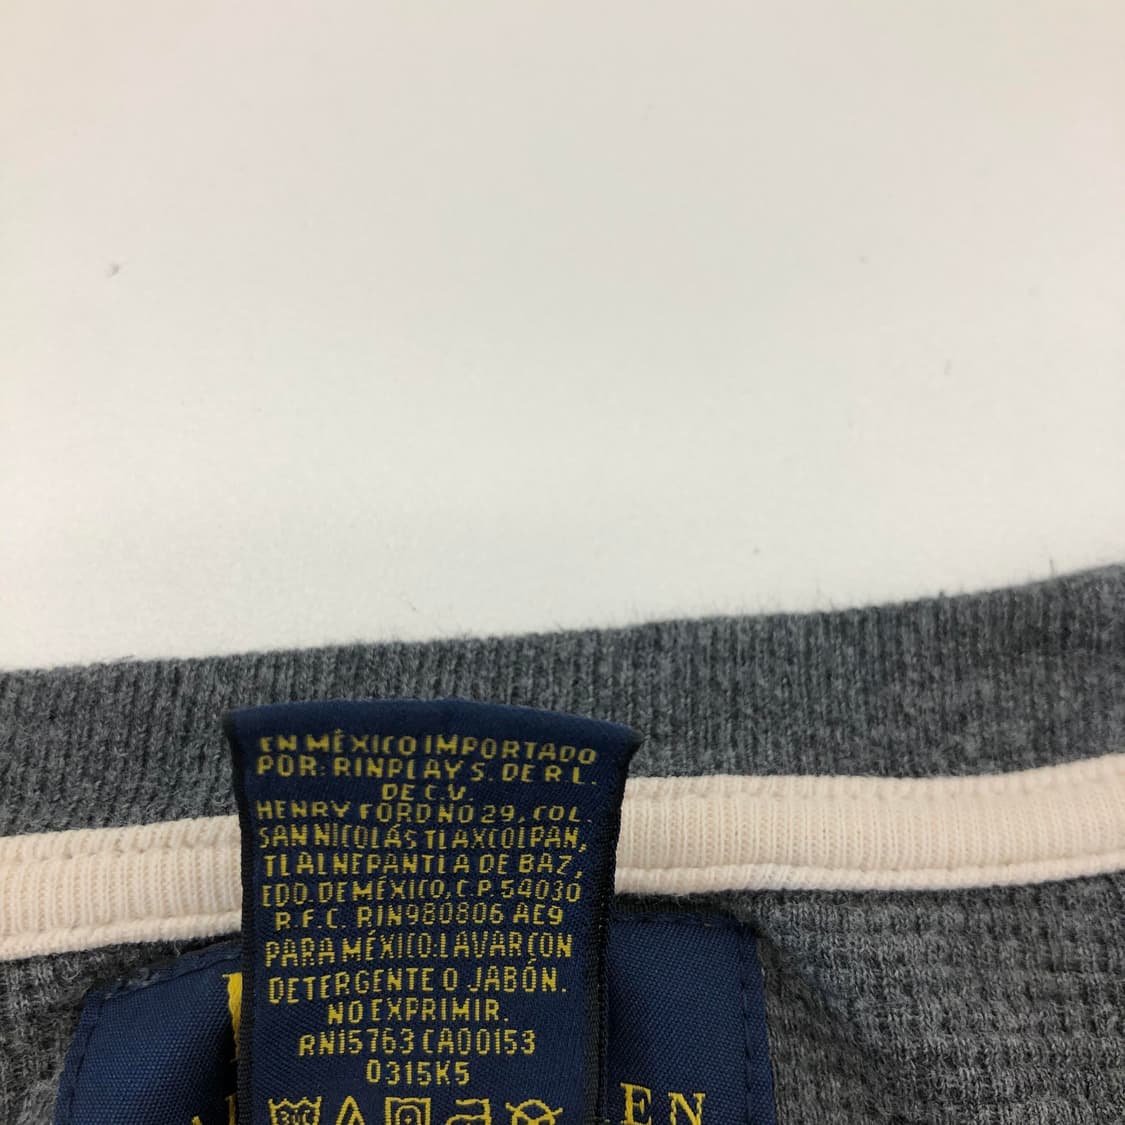 EN MÉXICO IMPORTADO
POR: RINPLAY S. DE R L.
DE C.V.
HENRY FORD NO 29, COL.
SAN NICOLÁS TLAXCOLPAN,
TLALNEPANTLA DE BAZ,
EDO. DE MÉXICO, C.P. 54030
R.F.C. RIN980806 AE9
PARA MÉXICO: LAVAR CON
DETERGENTE O JABÓN.
NO EXPRIMIR.
RN15763 CA00153
0315K5
EN